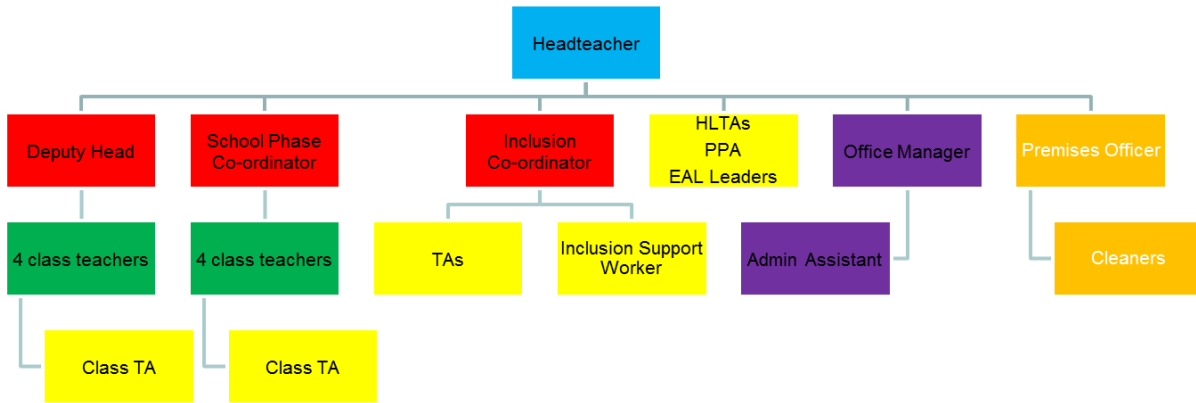 Headteacher
Deputy Head
School Phase
Co-ordinator
Inclusion
Co-ordinator
HLTAs
PPA
EAL Leaders
Office Manager
Premises Officer
4 class teachers
4 class teachers
TAs
Inclusion Support
Worker
Admin Assistant
Cleaners
Class TA
Class TA